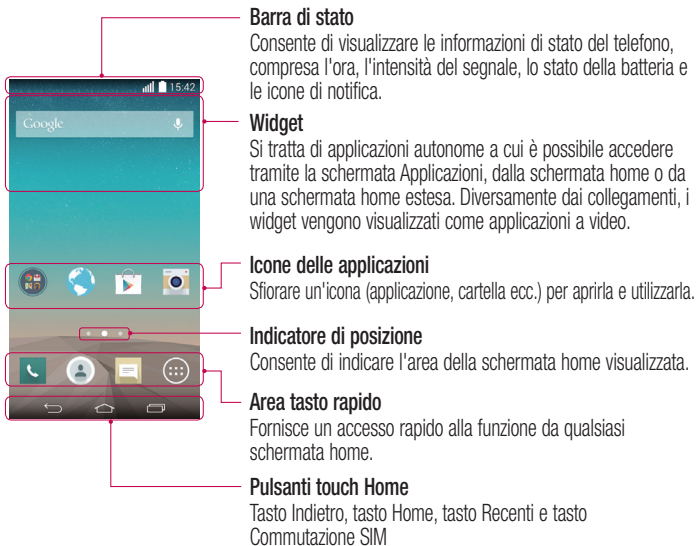 Barra di stato
Consente di visualizzare le informazioni di stato del telefono,
compresa l'ora, l'intensità del segnale, lo stato della batteria e
le icone di notifica.
15:42
Google
Widget
Si tratta di applicazioni autonome a cui è possibile accedere
tramite la schermata Applicazioni, dalla schermata home o da
una schermata home estesa. Diversamente dai collegamenti, i
widget vengono visualizzati come applicazioni a video.
Icone delle applicazioni
Sfiorare un'icona (applicazione, cartella ecc.) per aprirla e utilizzarla.
Indicatore di posizione
Consente di indicare l'area della schermata home visualizzata.
Area tasto rapido
Fornisce un accesso rapido alla funzione da qualsiasi
schermata home.
Pulsanti touch Home
Tasto Indietro, tasto Home, tasto Recenti e tasto
Commutazione SIM